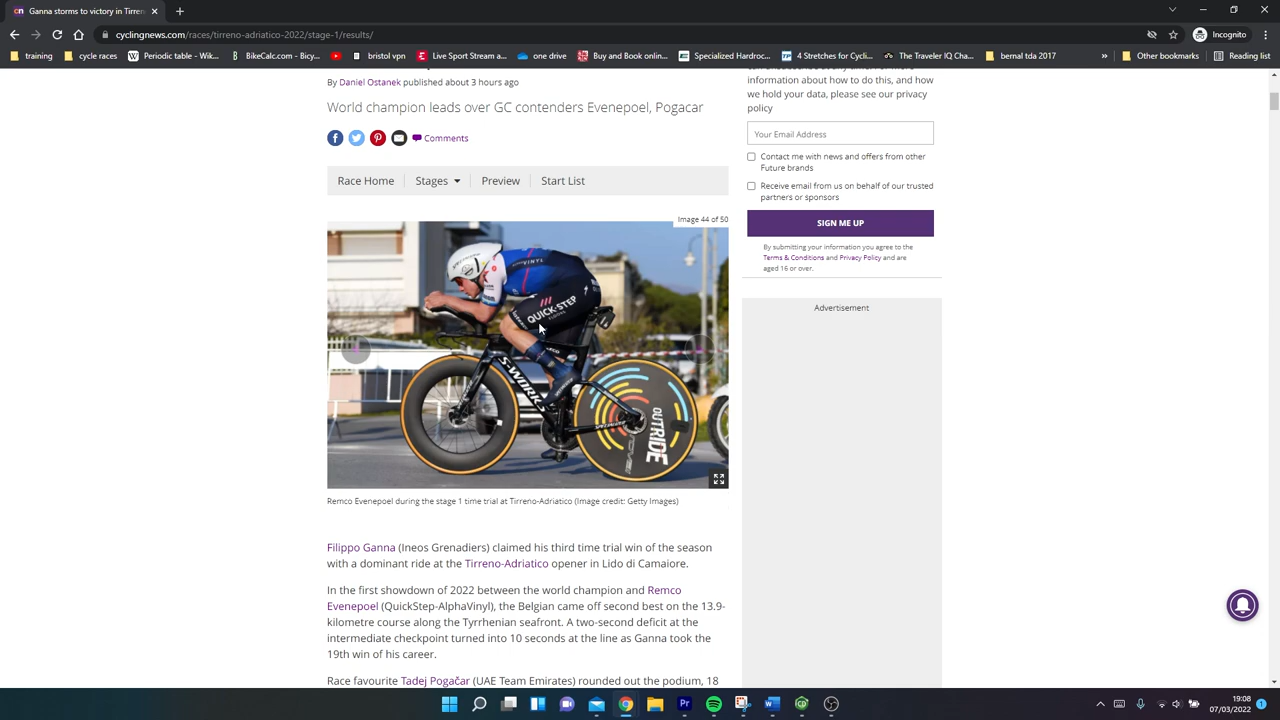 Gallery in Tirren
cyclingnews.com/races/tirreno-adriatico-2022/stage-1/results/
Incognito
training
cycle races
Periodic table - Wik...
BikeCalc.com - Bicyc...
bristol vpn
Live Sport Stream a...
one drive
Buy and Book onlin...
Specialized Hardroc...
4 Stretches for Cycli...
The Traveler IQ Cha...
bernal tda 2017
Other bookmarks
Reading list
By Daniel Ostanek published about 3 hours ago
World champion leads over GC contenders Evenepoel, Pogacar
Comments
Race Home
Stages
Preview
Start List
Image 44 of 50
VINYL
QUICK-STEP
S-WORKS
SPECIALIZED
OUTRIDE
Remco Evenepoel during the stage 1 time trial at Tirreno-Adriatico (Image credit: Getty Images)
Filippo Ganna (Ineos Grenadiers) claimed his third time trial win of the season
with a dominant ride at the Tirreno-Adriatico opener in Lido di Camaiore.
In the first showdown of 2022 between the world champion and Remco
Evenepoel (QuickStep-AlphaVinyl), the Belgian came off second best on the 13.9-
kilometre course along the Tyrrhenian seafront. A two-second deficit at the
intermediate checkpoint turned into 10 seconds at the line as Ganna took the
19th win of his career.
Race favourite Tadej Pogačar (UAE Team Emirates) rounded out the podium, 18
information about how to do this, and how
we hold your data, please see our privacy
policy
Your Email Address
Contact me with news and offers from other
Future brands
Receive email from us on behalf of our trusted
partners or sponsors
SIGN ME UP
By submitting your information you agree to the
Terms & Conditions and Privacy Policy and are
aged 16 or over.
Advertisement
19:08
07/03/2022